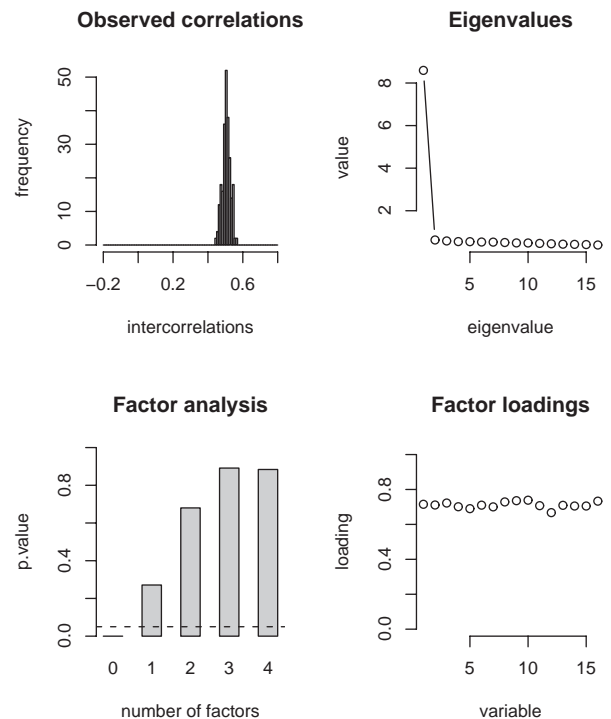 Observed correlations
frequency
0 10 30 50
−0.2 0.2 0.6
intercorrelations
Eigenvalues
value
2 4 6 8
5 10 15
eigenvalue
Factor analysis
p.value
0.0 0.4 0.8
0 1 2 3 4
number of factors
Factor loadings
loading
0.0 0.4 0.8
5 10 15
variable